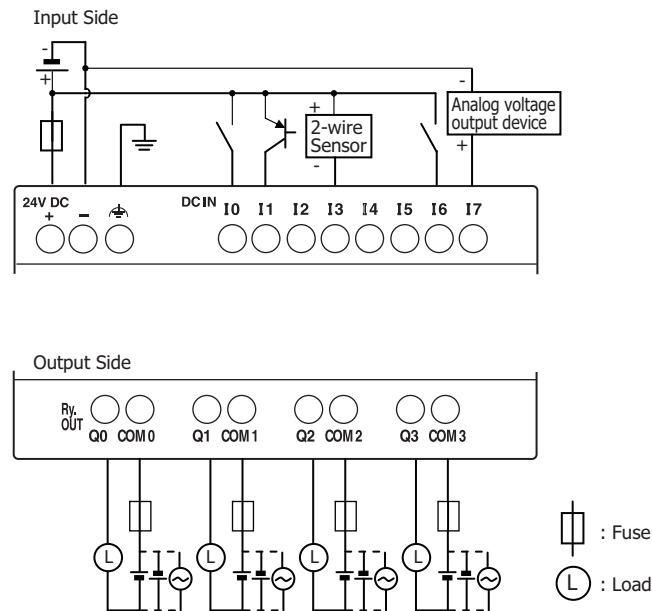 Input Side
-
+
-
+
2-wire
Sensor
-
Analog voltage
output device
+
24V DC
+ –
DC IN I0 I1 I2 I3 I4 I5 I6 I7
Output Side
Ry.
OUT
Q0 COM0 Q1 COM1 Q2 COM2 Q3 COM3
: Fuse
L L L L
L : Load